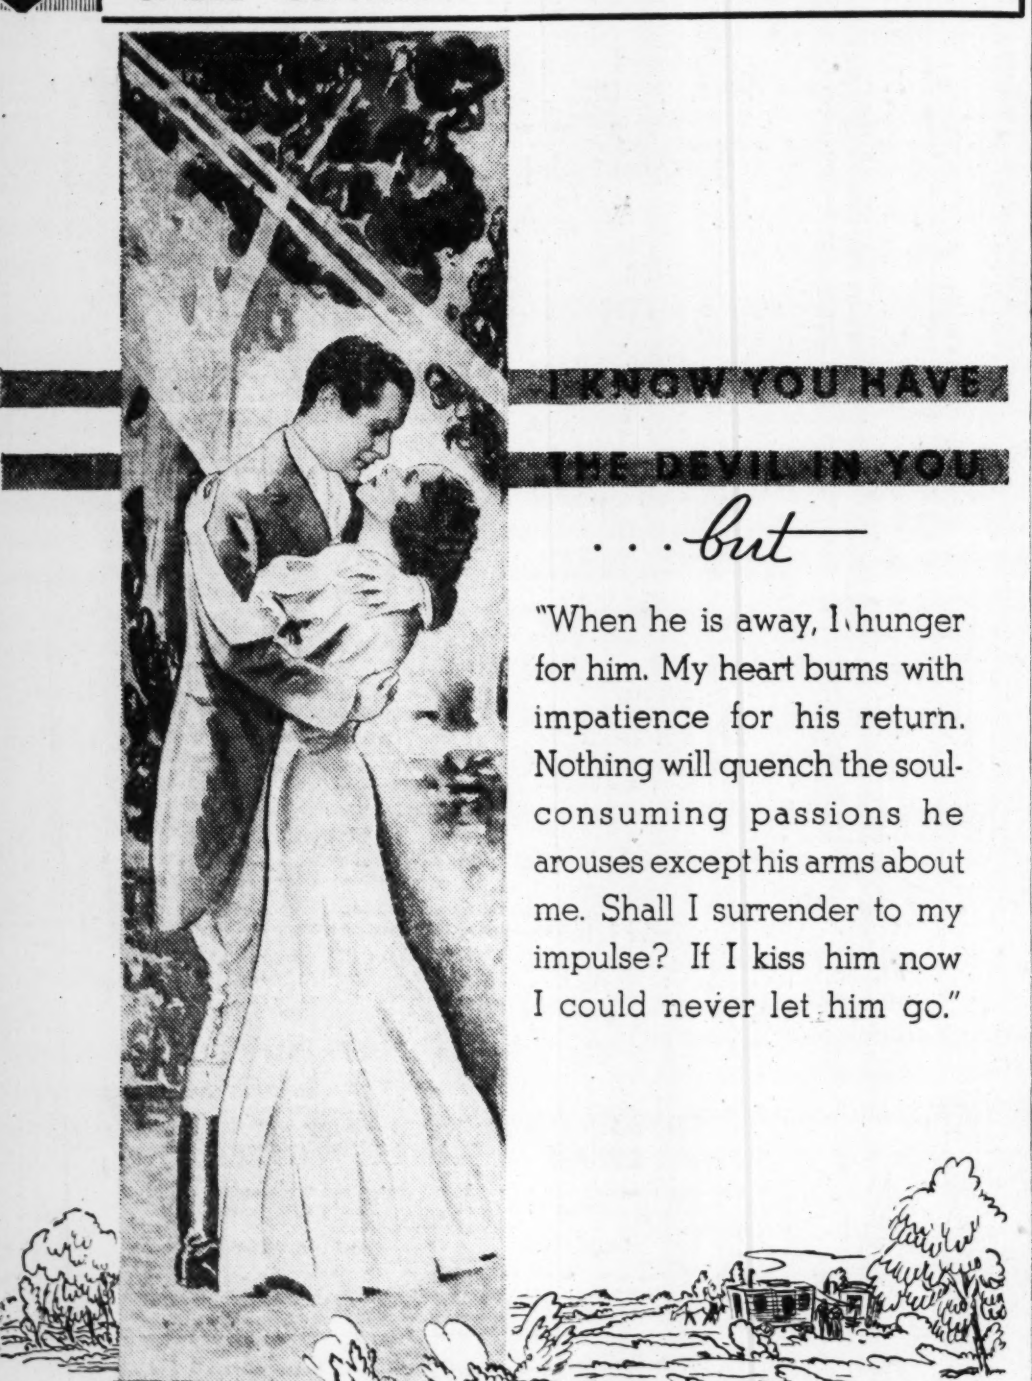 I KNOW YOU HAVE
THE DEVIL IN YOU
...but—
"When he is away, I hunger
for him. My heart burns with
impatience for his return.
Nothing will quench the soul-
consuming passions he
arouses except his arms about
me. Shall I surrender to my
impulse? If I kiss him now
I could never let him go."